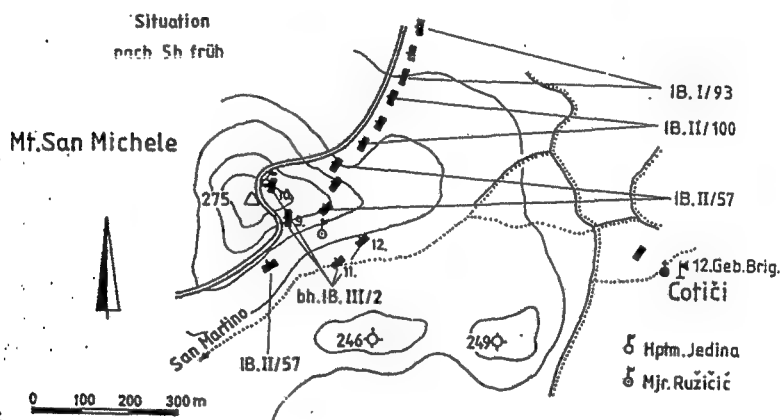 Situation
nach 5h früh
Mt. San Michele
IB. I/93
IB. II/100
IB. II/57
275
10.
9.
12.
11.
bh. IB. III/2
San Martino
246
249
12. Geb. Brig.
Cotiči
IB. II/57
Hptm. Jedina
Mjr. Ružičić
0 100 200 300 m